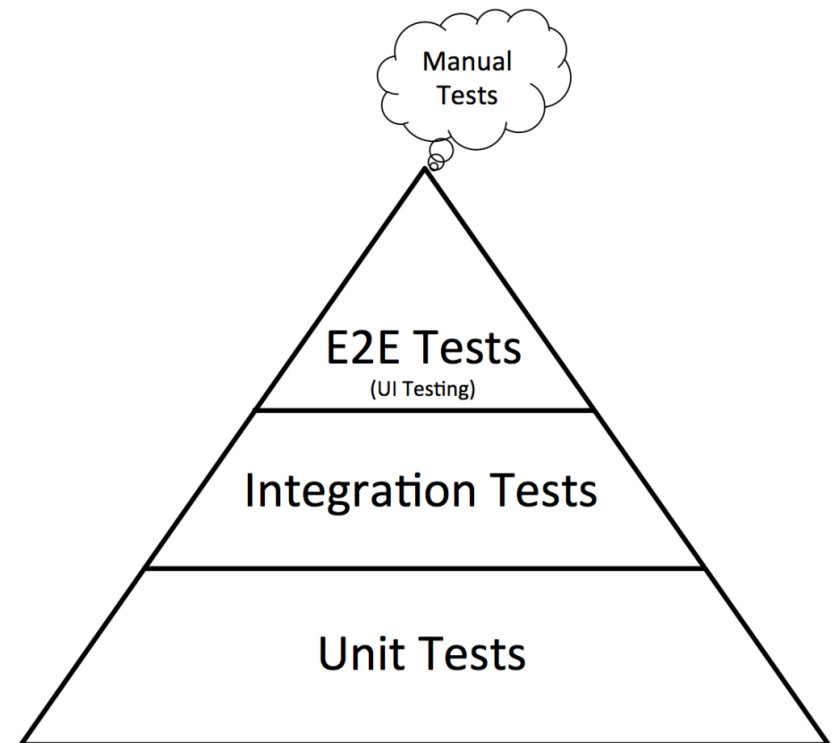 Manual
Tests
E2E Tests
(UI Testing)
Integration Tests
Unit Tests